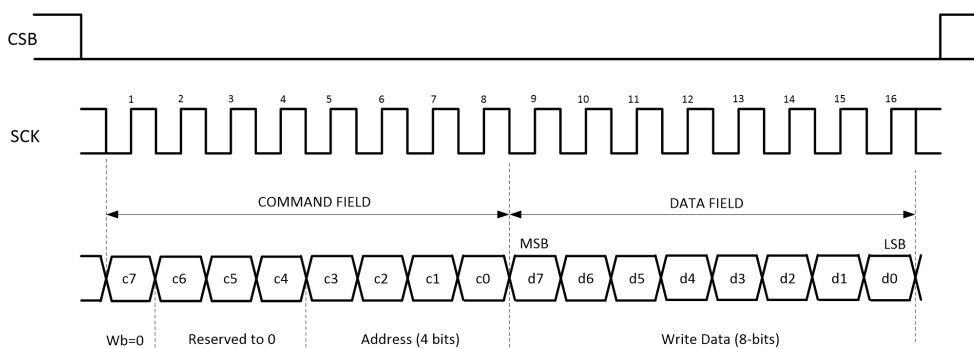 CSB
1 2 3 4 5 6 7 8 9 10 11 12 13 14 15 16
SCK
COMMAND FIELD DATA FIELD
MSB LSB
c7 c6 c5 c4 c3 c2 c1 c0 d7 d6 d5 d4 d3 d2 d1 d0
Wb=0 Reserved to 0 Address (4 bits) Write Data (8-bits)